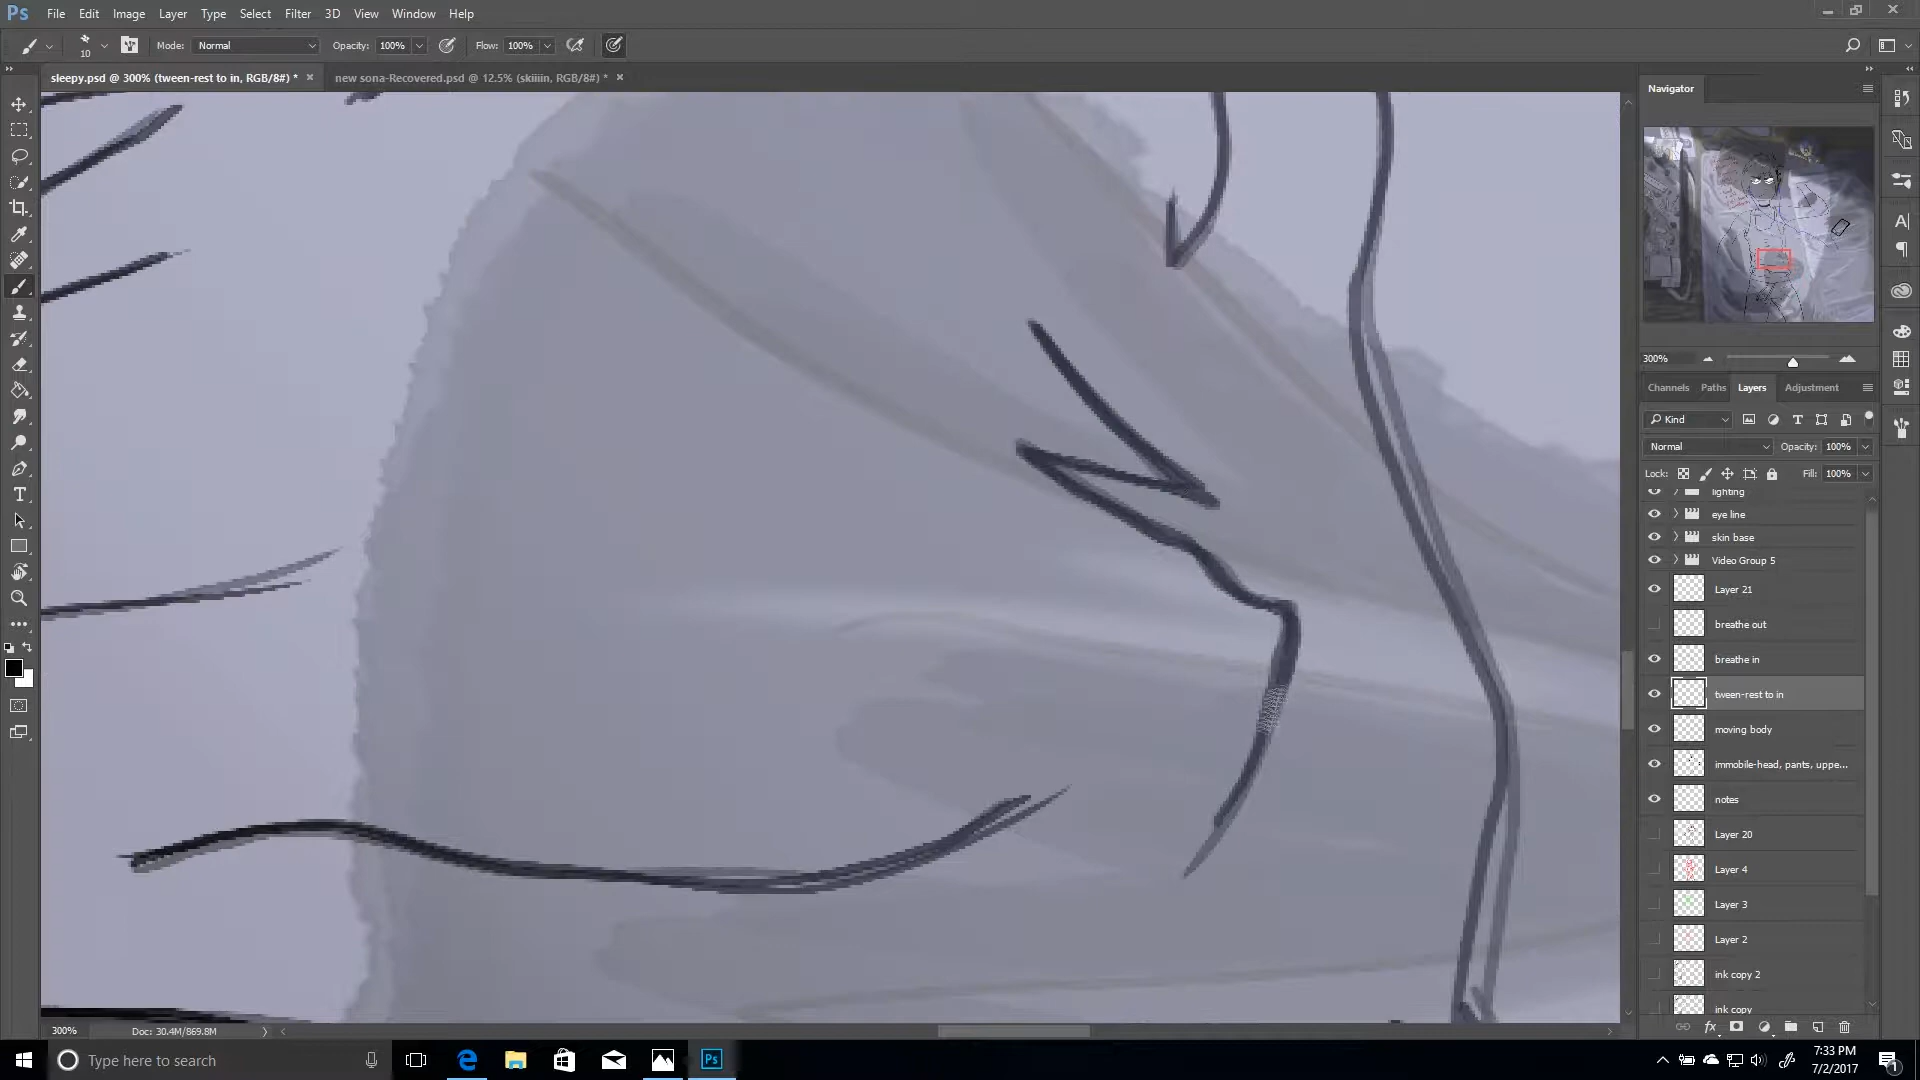 Ps File Edit Image Layer Type Select Filter 3D View Window Help
10 Mode: Normal Opacity: 100% Flow: 100%
sleepy.psd @ 300% (tween-rest to in, RGB/8#) * × new sona-Recovered.psd @ 12.5% (skiiiin, RGB/8#) * ×
Navigator
300%
Channels Paths Layers Adjustment
Kind
Normal Opacity: 100%
Lock: Fill: 100%
lighting
eye line
skin base
Video Group 5
Layer 21
breathe out
breathe in
tween-rest to in
moving body
immobile-head, pants, uppe...
notes
Layer 20
Layer 4
Layer 3
Layer 2
ink copy 2
ink copy
300% Doc: 30.4M/869.8M
Type here to search
Ps
7:33 PM
7/2/2017
1